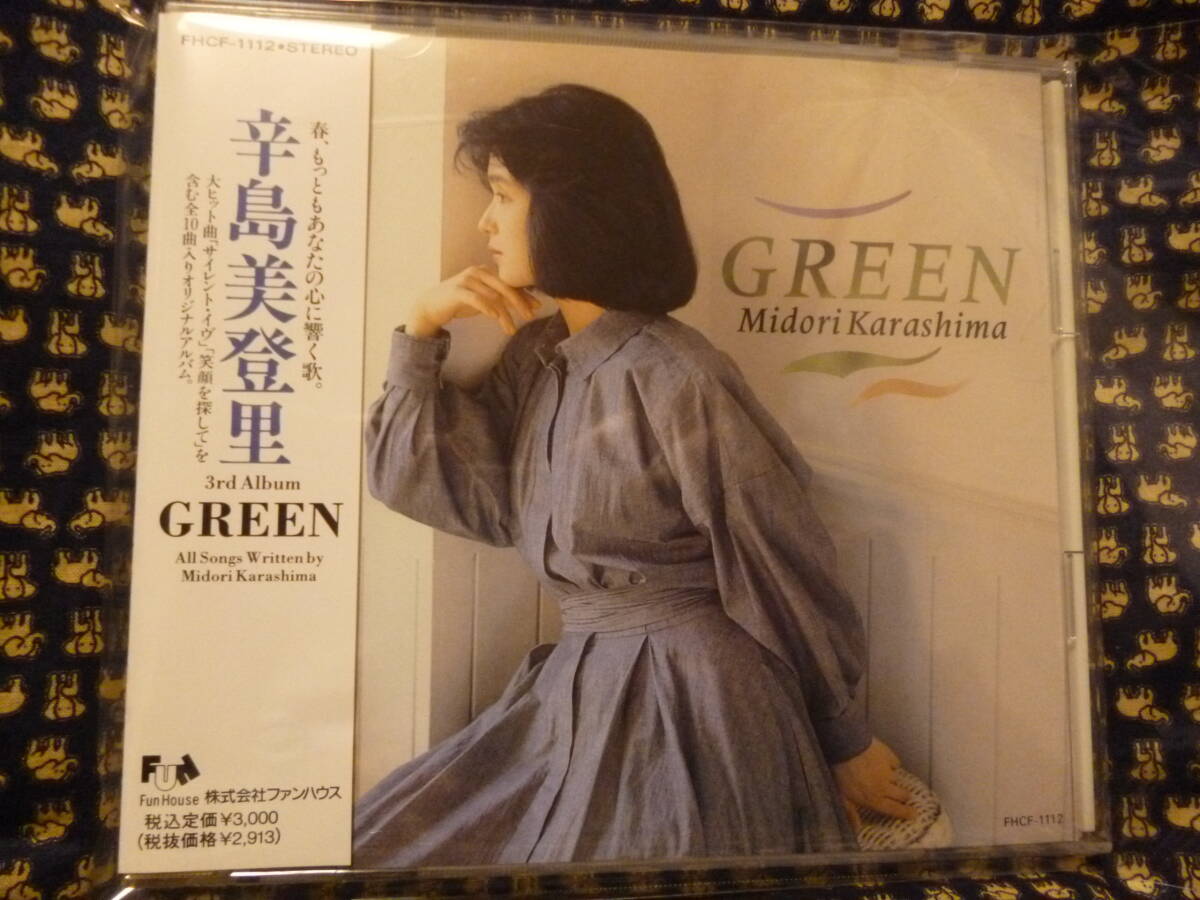 FHCF-1112•STEREO
春、もっともあなたの心に響く歌。
辛島美登里
大ヒット曲「サイレント・イヴ」「笑顔を探して」を
含む全10曲入りオリジナルアルバム。
3rd Album
GREEN
All Songs Written by
Midori Karashima
FUN
Fun House 株式会社ファンハウス
税込定価¥3,000
(税抜価格¥2,913)
GREEN
Midori Karashima
FHCF-1112